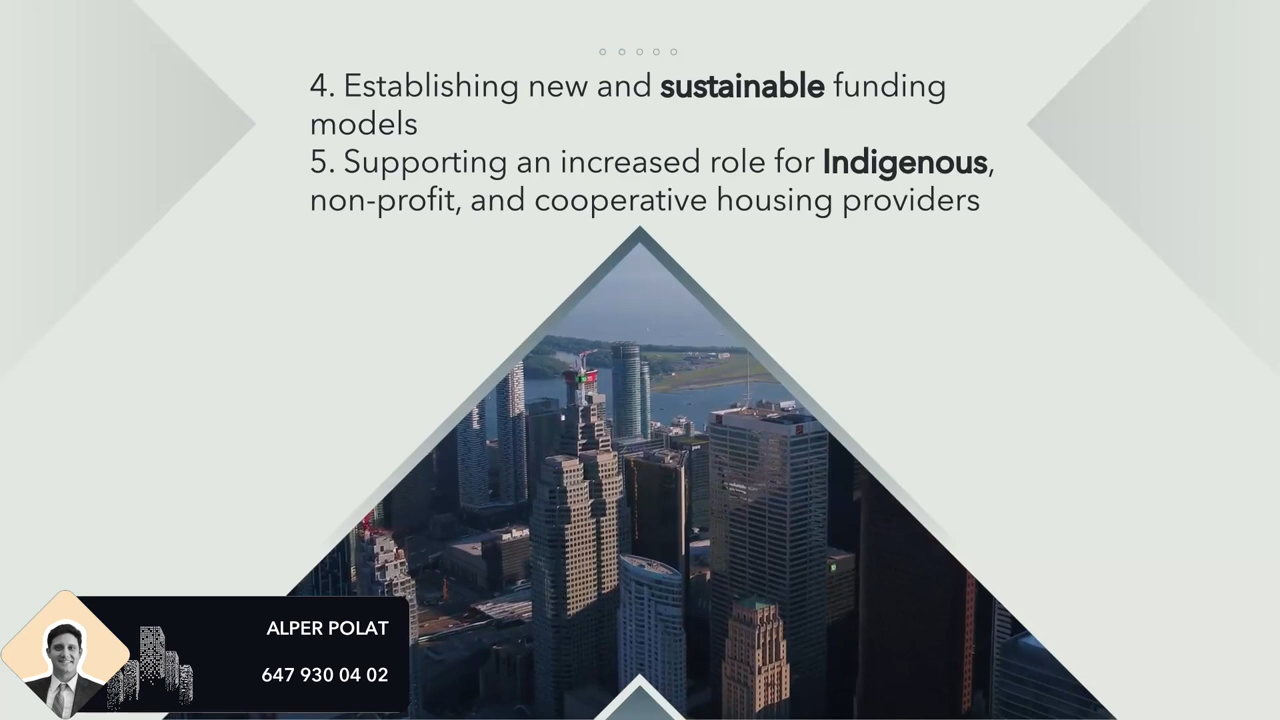 4. Establishing new and sustainable funding
models
5. Supporting an increased role for Indigenous,
non-profit, and cooperative housing providers
ALPER POLAT
647 930 04 02